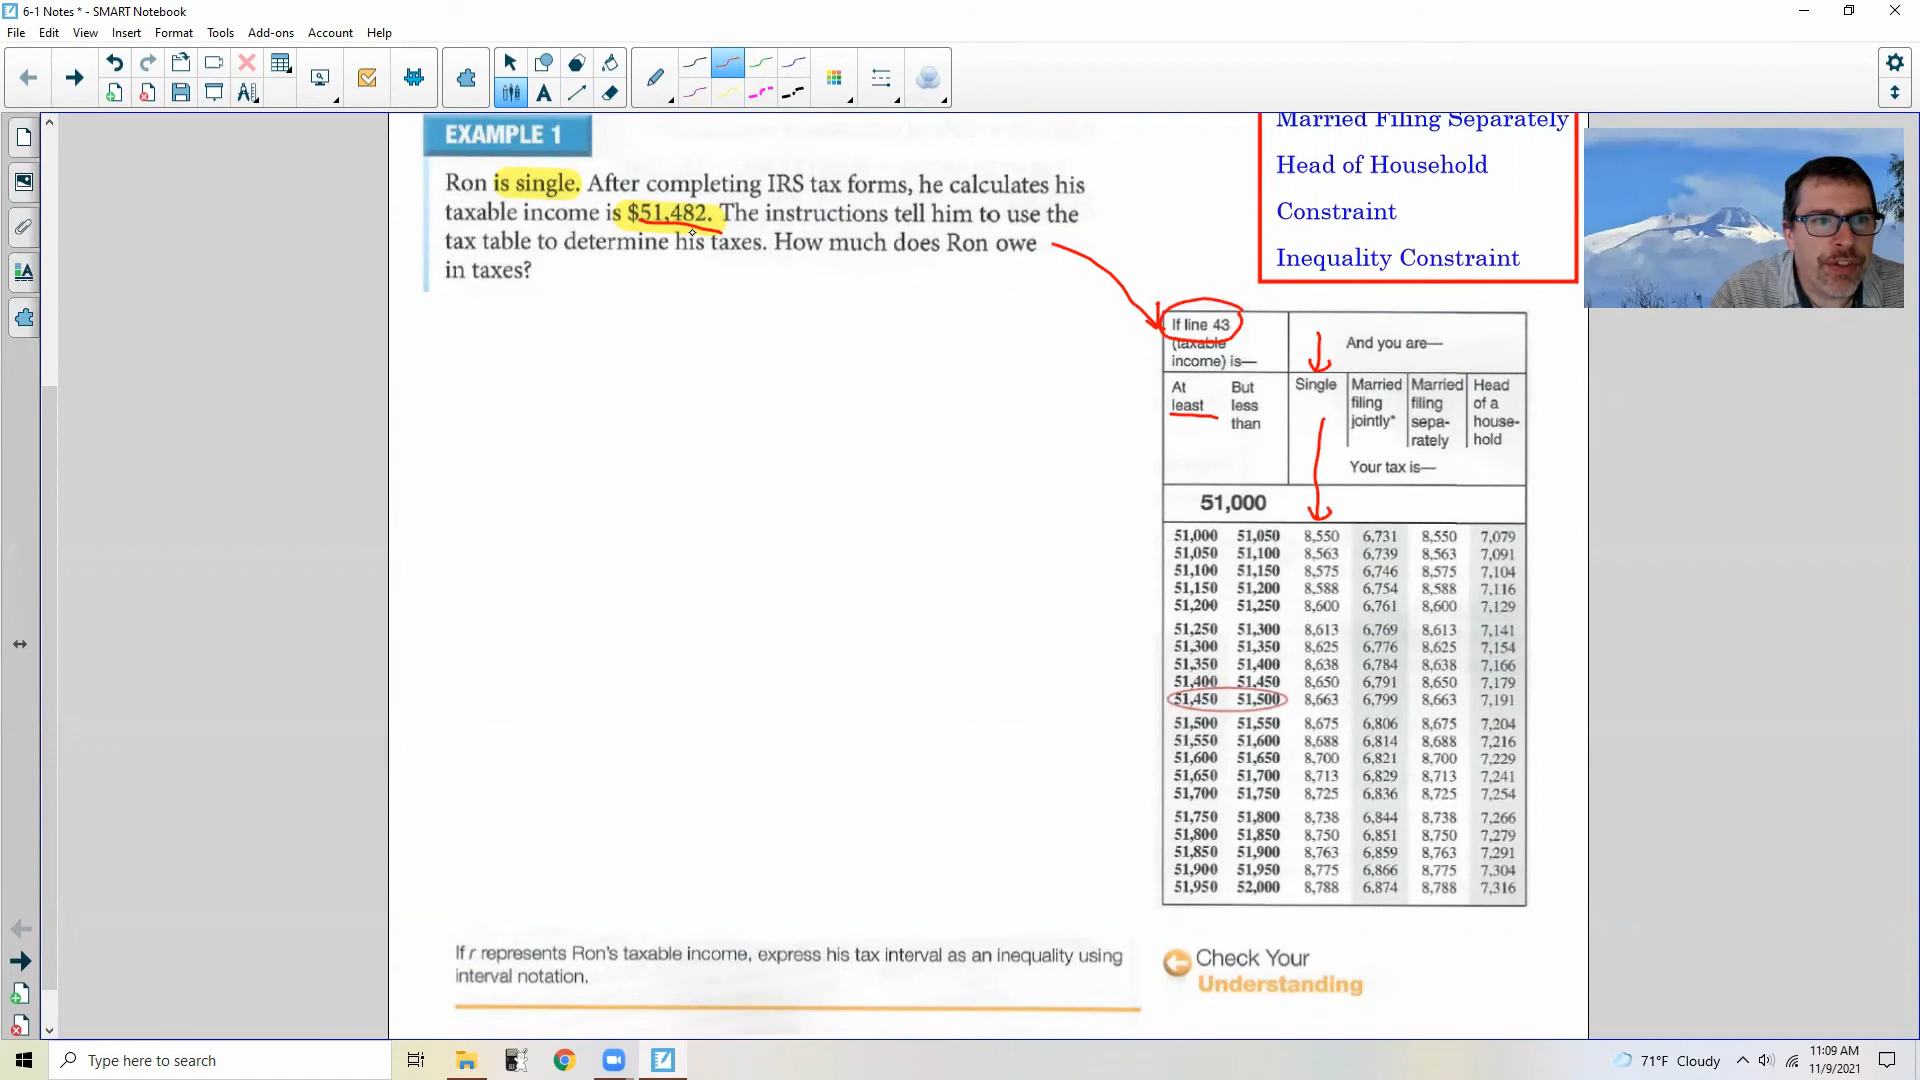 6-1 Notes * - SMART Notebook
File Edit View Insert Format Tools Add-ons Account Help
EXAMPLE 1
Ron is single. After completing IRS tax forms, he calculates his
taxable income is $51,482. The instructions tell him to use the
tax table to determine his taxes. How much does Ron owe
in taxes?
Married Filing Separately
Head of Household
Constraint
Inequality Constraint
If line 43
(taxable
income) is—
And you are—
At
least
But
less
than
Single
Married
filing
jointly*
Married
filing
sepa-
rately
Head
of a
house-
hold
Your tax is—
51,000
51,000 51,050 8,550 6,731 8,550 7,079
51,050 51,100 8,563 6,739 8,563 7,091
51,100 51,150 8,575 6,746 8,575 7,104
51,150 51,200 8,588 6,754 8,588 7,116
51,200 51,250 8,600 6,761 8,600 7,129
51,250 51,300 8,613 6,769 8,613 7,141
51,300 51,350 8,625 6,776 8,625 7,154
51,350 51,400 8,638 6,784 8,638 7,166
51,400 51,450 8,650 6,791 8,650 7,179
51,450 51,500 8,663 6,799 8,663 7,191
51,500 51,550 8,675 6,806 8,675 7,204
51,550 51,600 8,688 6,814 8,688 7,216
51,600 51,650 8,700 6,821 8,700 7,229
51,650 51,700 8,713 6,829 8,713 7,241
51,700 51,750 8,725 6,836 8,725 7,254
51,750 51,800 8,738 6,844 8,738 7,266
51,800 51,850 8,750 6,851 8,750 7,279
51,850 51,900 8,763 6,859 8,763 7,291
51,900 51,950 8,775 6,866 8,775 7,304
51,950 52,000 8,788 6,874 8,788 7,316
If r represents Ron's taxable income, express his tax interval as an inequality using
interval notation.
Check Your
Understanding
Type here to search
71°F Cloudy
11:09 AM
11/9/2021